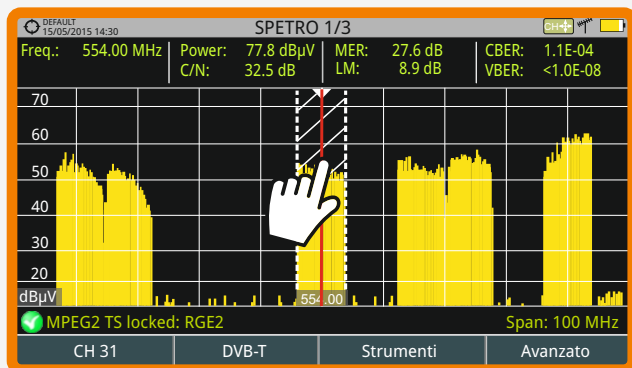 DEFAULT
15/05/2015 14:30
SPETRO 1/3
CH
Freq.: 554.00 MHz Power: 77.8 dBµV MER: 27.6 dB CBER: 1.1E-04
C/N: 32.5 dB LM: 8.9 dB VBER: <1.0E-08
70
60
50
40
30
20
dBµV
554.00
MPEG2 TS locked: RGE2 Span: 100 MHz
CH 31 DVB-T Strumenti Avanzato